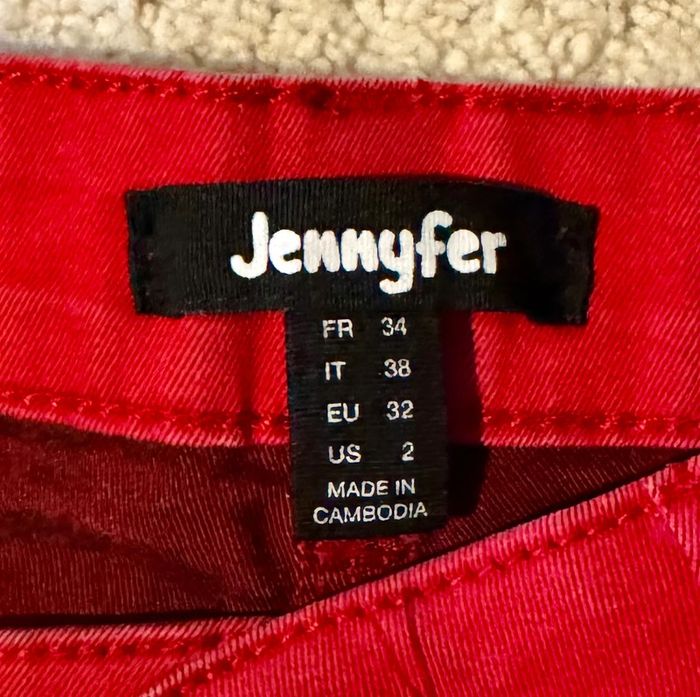 Jennyfer
FR 34
IT 38
EU 32
US 2
MADE IN
CAMBODIA